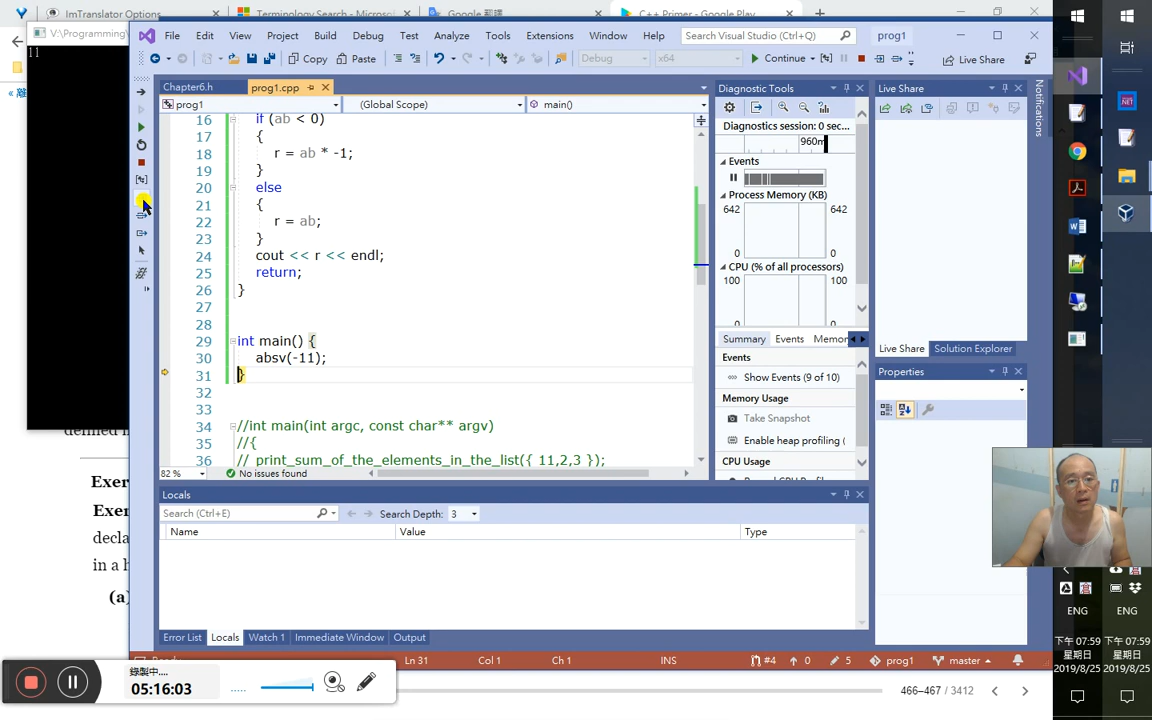 ImTranslator Options
Terminology Search - Microsof
Google 翻譯
C++ Primer - Google Play
V:\Programming\
11
File Edit View Project Build Debug Test Analyze Tools Extensions Window Help
Search Visual Studio (Ctrl+Q)
prog1
Copy Paste
Debug x64 Continue
Live Share
Chapter6.h
prog1.cpp
prog1 (Global Scope) main()
16 if (ab < 0)
17 {
18 r = ab * -1;
19 }
20 else
21 {
22 r = ab;
23 }
24 cout << r << endl;
25 return;
26 }
27
28
29 int main() {
30 absv(-11);
31 }
32
33
34 //int main(int argc, const char** argv)
35 //{
36 // print_sum_of_the_elements_in_the_list({ 11,2,3 });
82 % No issues found
Diagnostic Tools
Diagnostics session: 0 sec...
960m
Events
Process Memory (KB)
642 642
0 0
CPU (% of all processors)
100 100
0 0
Summary Events Memor
Events
Show Events (9 of 10)
Memory Usage
Take Snapshot
Enable heap profiling (
CPU Usage
Live Share
Live Share Solution Explorer
Properties
Notifications
Locals
Search (Ctrl+E) Search Depth: 3
Name Value Type
Error List Locals Watch 1 Immediate Window Output
Ln 31 Col 1 Ch 1 INS #4 0 5 prog1 master
Exer
Exer
decla
in a h
(a)
錄製中....
05:16:03
466–467 / 3412
ENG ENG
下午 07:59 下午 07:59
星期日 星期日
2019/8/25 2019/8/25